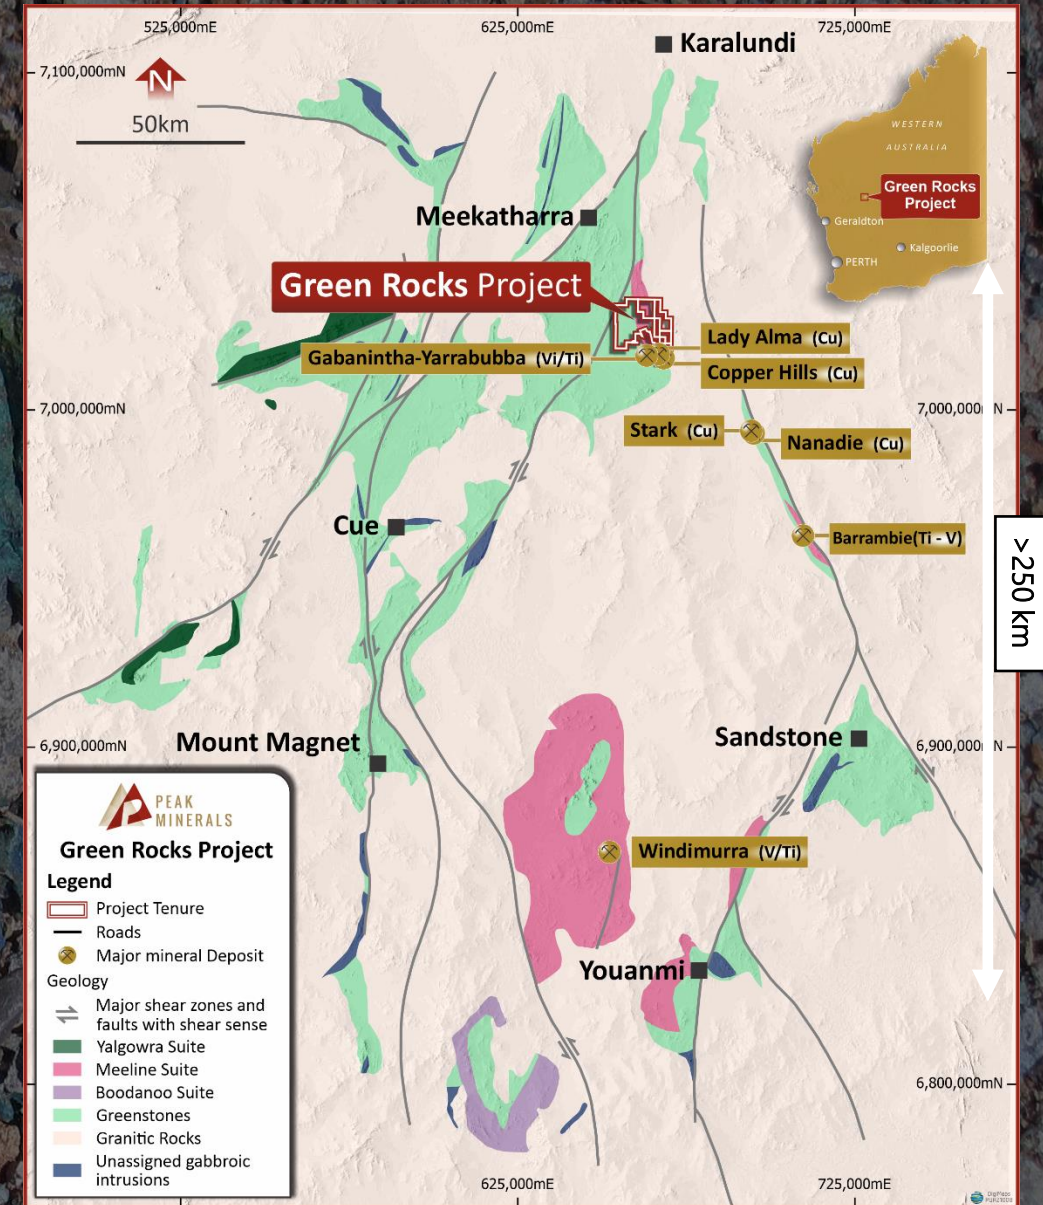 525,000mE
625,000mE
725,000mE
Karalundi
7,100,000mN
N
50km
WESTERN
AUSTRALIA
Green Rocks
Project
Geraldton
Kalgoorlie
PERTH
Meekatharra
Green Rocks Project
Lady Alma (Cu)
Gabanintha-Yarrabubba (Vi/Ti)
Copper Hills (Cu)
7,000,000mN
7,000,000mN
Stark (Cu)
Nanadie (Cu)
Cue
Barrambie(Ti - V)
>250 km
Mount Magnet
Sandstone
6,900,000mN
6,900,000mN
Windimurra (V/Ti)
Youanmi
6,800,000mN
PEAK
MINERALS
Green Rocks Project
Legend
Project Tenure
Roads
Major mineral Deposit
Geology
Major shear zones and
faults with shear sense
Yalgowra Suite
Meeline Suite
Boodanoo Suite
Greenstones
Granitic Rocks
Unassigned gabbroic
intrusions
625,000mE
725,000mE